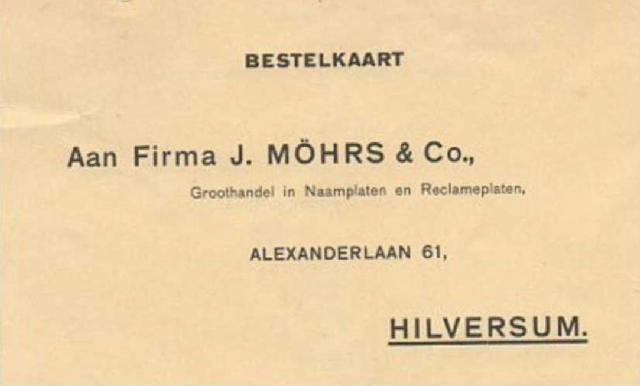 BESTELKAART
Aan Firma J. MÖHRS & Co.,
Groothandel in Naamplaten en Reclameplaten,
ALEXANDERLAAN 61,
HILVERSUM.